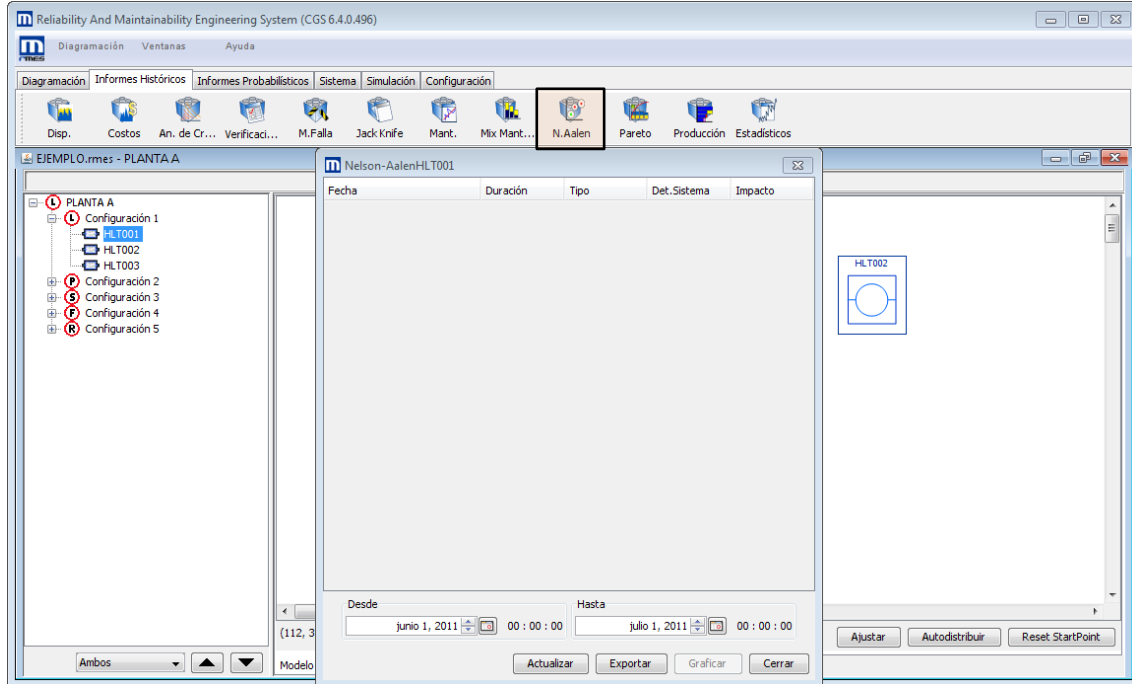 Reliability And Maintainability Engineering System (CGS 6.4.0.496)
Diagramación Ventanas Ayuda
Diagramación Informes Históricos Informes Probabilísticos Sistema Simulación Configuración
Disp. Costos An. de Cr... Verificaci... M.Falla Jack Knife Mant. Mix Mant... N.Aalen Pareto Producción Estadísticos
EJEMPLO.rmes - PLANTA A
Nelson-AalenHLT001
Fecha Duración Tipo Det.Sistema Impacto
PLANTA A
Configuración 1
HLT001
HLT002
HLT003
Configuración 2
Configuración 3
Configuración 4
Configuración 5
HLT002
Desde Hasta
junio 1, 2011 00 : 00 : 00 julio 1, 2011 00 : 00 : 00
(112, 3
Ajustar Autodistribuir Reset StartPoint
Ambos
Modelo
Actualizar Exportar Graficar Cerrar